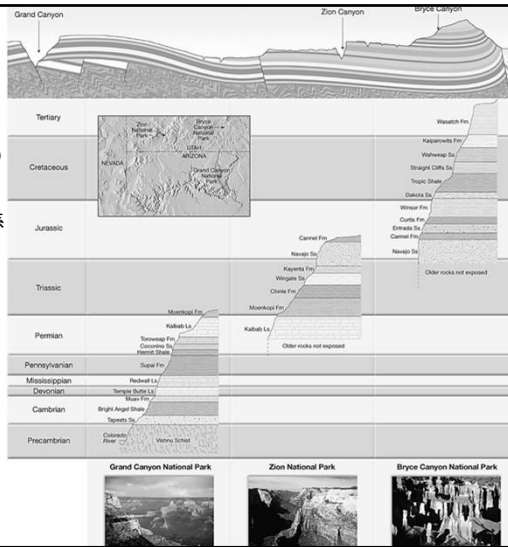 Grand Canyon
Zion Canyon
Bryce Canyon
Tertiary
Cretaceous
Jurassic
Triassic
Permian
Pennsylvanian
Mississippian
Devonian
Cambrian
Precambrian
Zion
National
Park
Bryce
Canyon
National
Park
UTAH
ARIZONA
NEVADA
Grand Canyon
National
Park
Moenkopi Fm
Kaibab Ls
Toroweap Fm
Coconino Ss
Hermit Shale
Supai Fm
Redwall Ls
Temple Butte Ls
Muav Fm
Bright Angel Shale
Tapeets Ss
Colorado
River
Vishnu Schist
Carmel Fm
Navajo Ss
Kayenta Fm
Wingate Ss
Chinle Fm
Moenkopi Fm
Kaibab Ls
Older rocks not exposed
Wasatch Fm
Kaiparowits Fm
Wahweap Ss
Straight Cliffs Ss
Tropic Shale
Dakota Ss
Winsor Fm
Curtis Fm
Entrada Ss
Carmel Fm
Navajo Ss
Older rocks not exposed
Grand Canyon National Park
Zion National Park
Bryce Canyon National Park